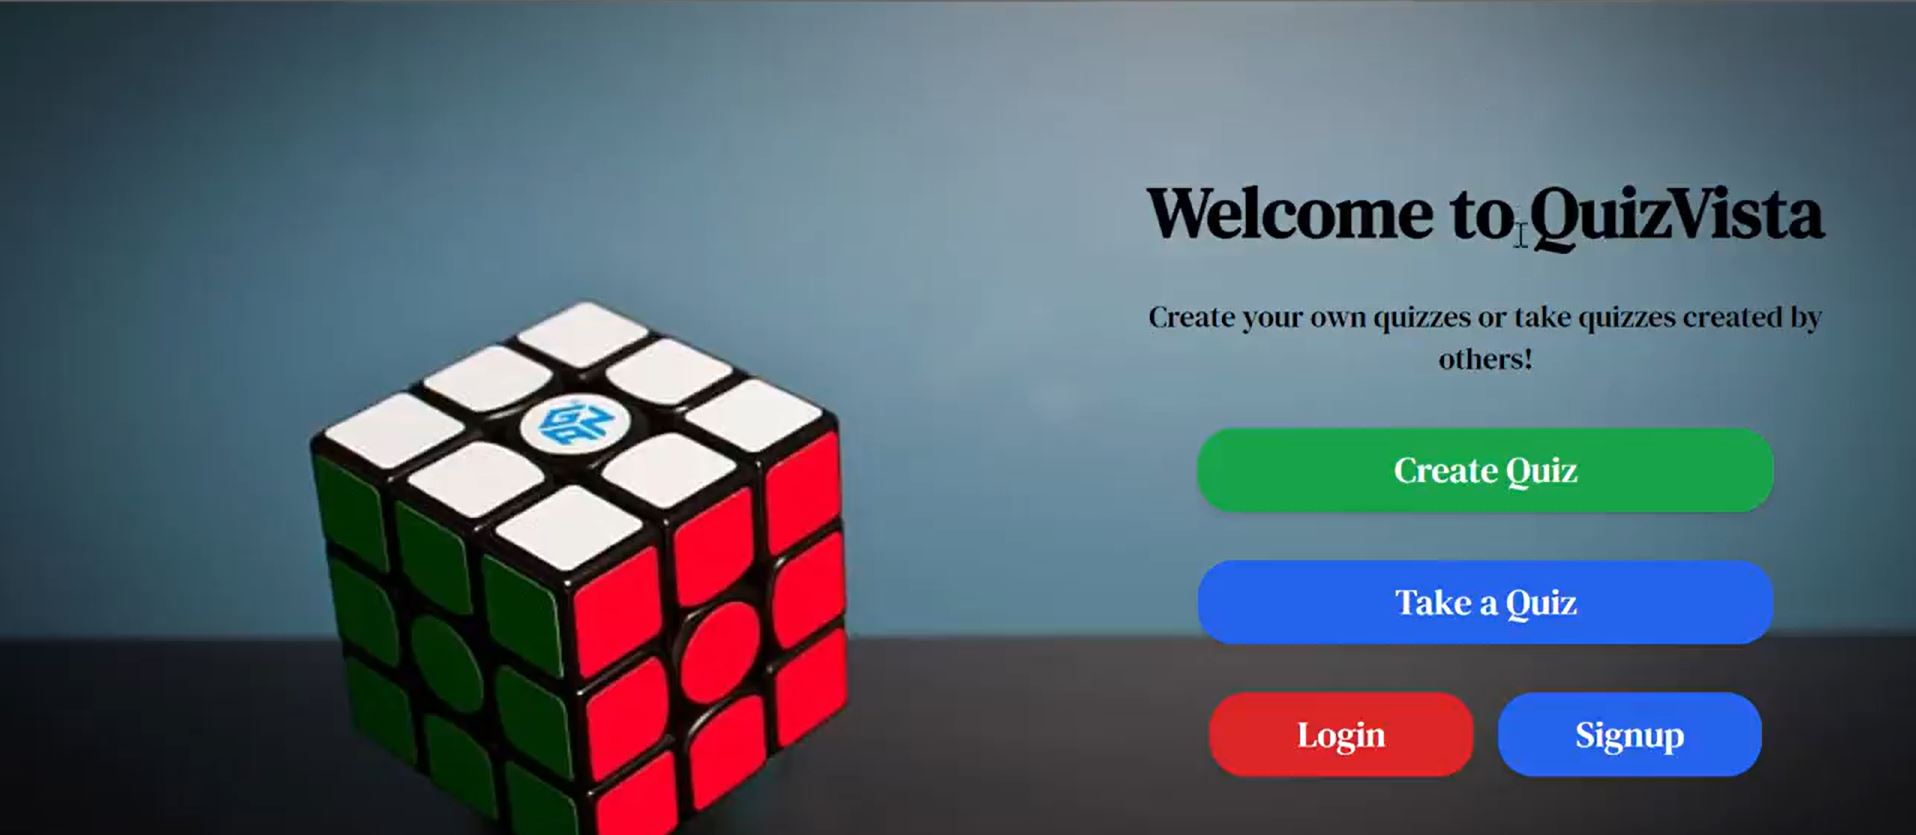 Welcome to QuizVista
Create your own quizzes or take quizzes created by
others!
Create Quiz
Take a Quiz
Login
Signup